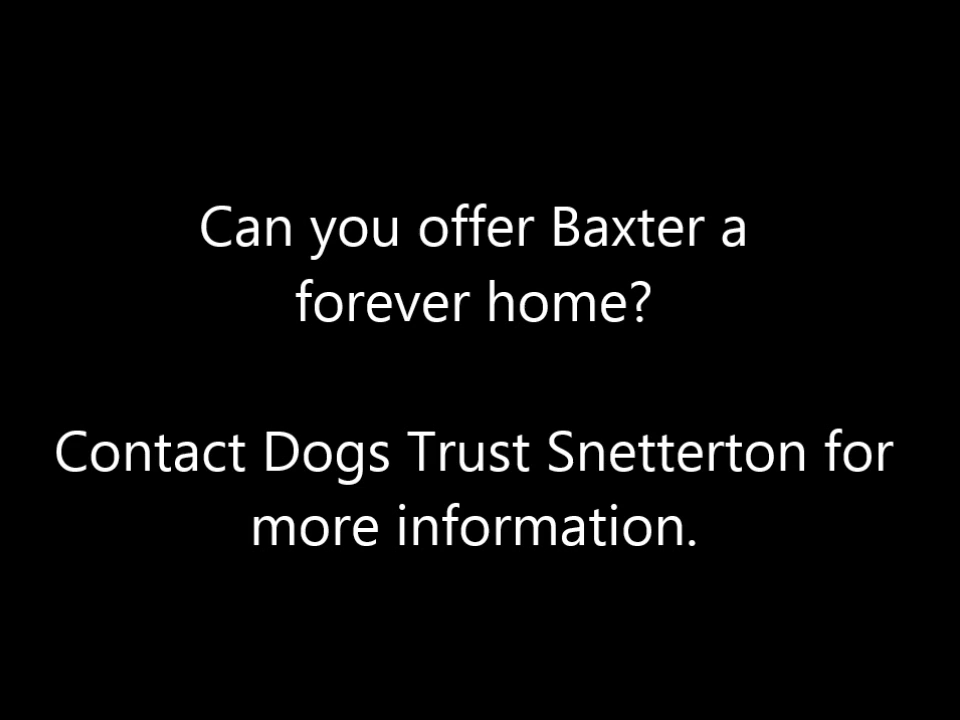 Can you offer Baxter a
forever home?
Contact Dogs Trust Snetterton for
more information.